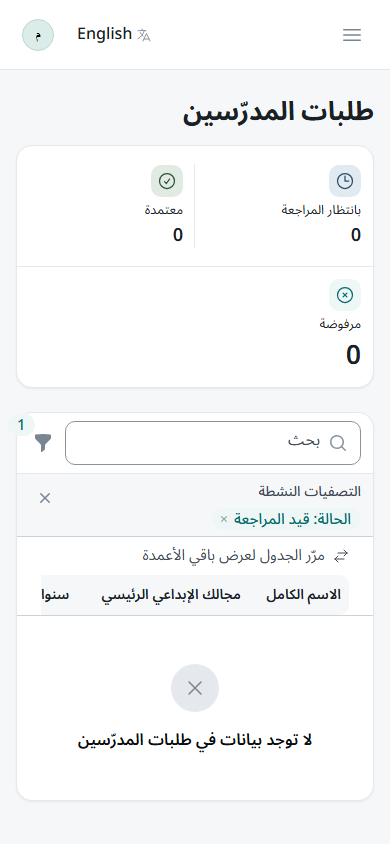 م
English
طلبات المدرّسين
بانتظار المراجعة
0
معتمدة
0
مرفوضة
0
بحث
1
التصفيات النشطة
الحالة: قيد المراجعة
مرّر الجدول لعرض باقي الأعمدة
الاسم الكامل مجالك الإبداعي الرئيسي سنوا
لا توجد بيانات في طلبات المدرّسين